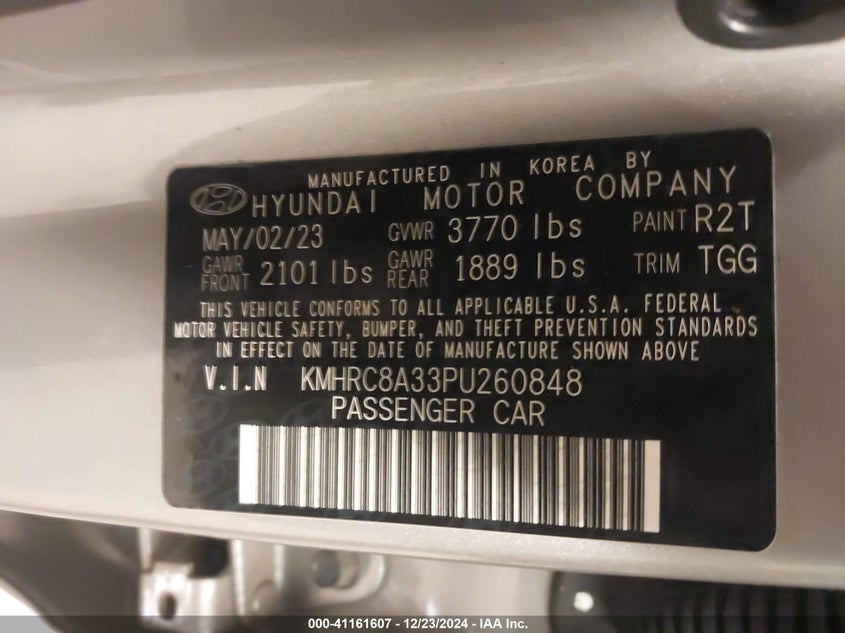 MANUFACTURED IN KOREA BY
HYUNDAI MOTOR COMPANY
MAY/02/23 GVWR 3770 lbs PAINT R2T
GAWR FRONT 2101 lbs GAWR REAR 1889 lbs TRIM TGG
THIS VEHICLE CONFORMS TO ALL APPLICABLE U.S.A. FEDERAL
MOTOR VEHICLE SAFETY, BUMPER, AND THEFT PREVENTION STANDARDS
IN EFFECT ON THE DATE OF MANUFACTURE SHOWN ABOVE
V.I.N KMHRC8A33PU260848
PASSENGER CAR
000-41161607 - 12/23/2024 - IAA Inc.